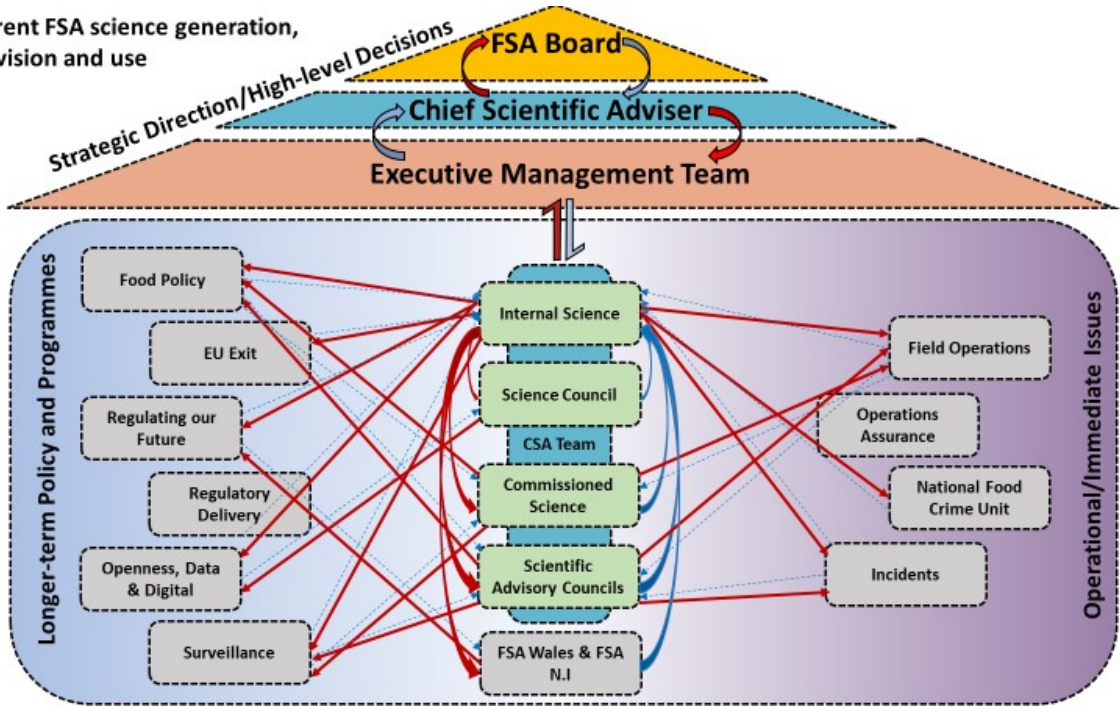 rent FSA science generation,
vision and use
Strategic Direction/High-level Decisions
FSA Board
Chief Scientific Adviser
Executive Management Team
Longer-term Policy and Programmes
Food Policy
EU Exit
Regulating our
Future
Regulatory
Delivery
Openness, Data
& Digital
Surveillance
Internal Science
Science Council
CSA Team
Commissioned
Science
Scientific
Advisory Councils
FSA Wales & FSA
N.I
Field Operations
Operations
Assurance
National Food
Crime Unit
Incidents
Operational/Immediate Issues